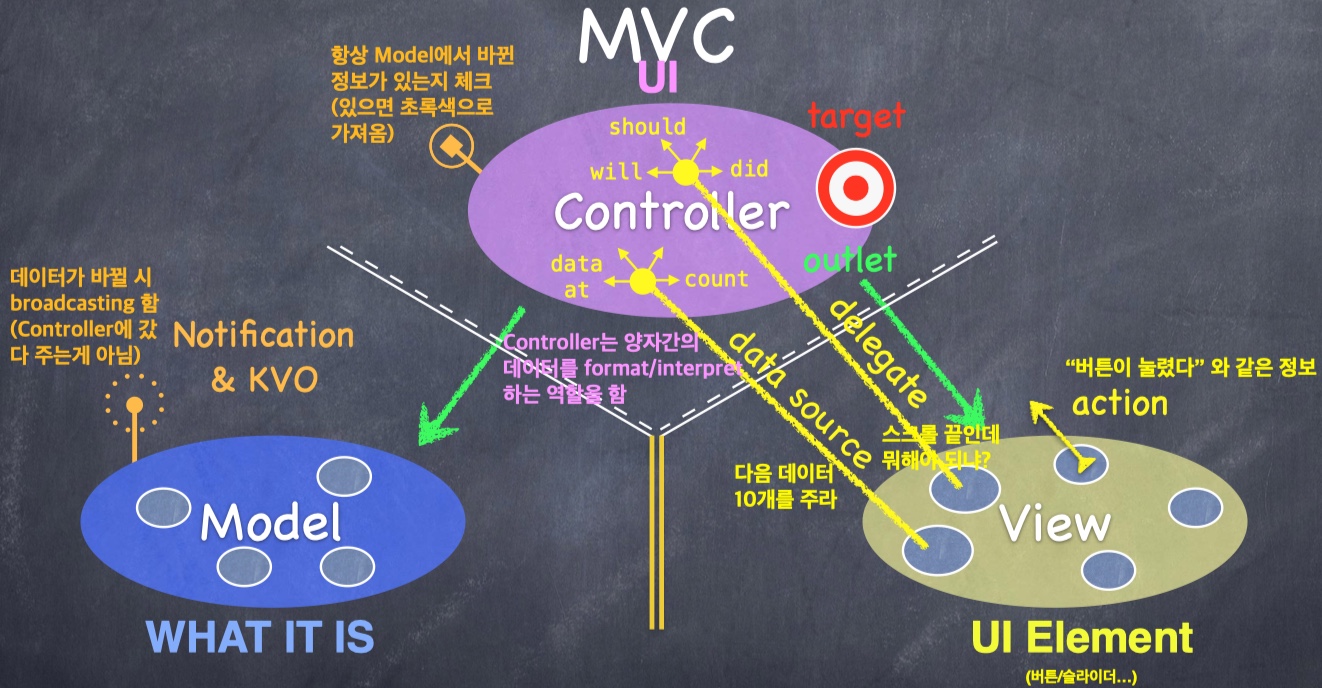 MVC
UI
항상 Model에서 바뀐
정보가 있는지 체크
(있으면 초록색으로
가져옴)
should
will
did
target
Controller
data
at
count
outlet
데이터가 바뀔 시
broadcasting 함
(Controller에 갔
다 주는게 아님)
Notification
& KVO
Controller는 양자간의
데이터를 format/interpret
하는 역할을 함
delegate
data source
"버튼이 눌렸다" 와 같은 정보
action
스크롤 끝인데
뭐해야 되냐?
다음 데이터
10개를 주라
Model
View
WHAT IT IS
UI Element
(버튼/슬라이더...)